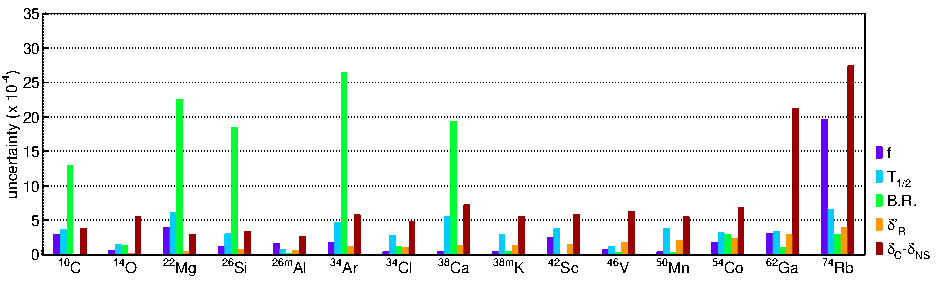 uncertainty (x 10⁻⁴)
35
30
25
20
15
10
5
0
¹⁰C ¹⁴O ²²Mg ²⁶Si ²⁶ᵐAl ³⁴Ar ³⁴Cl ³⁸Ca ³⁸ᵐK ⁴²Sc ⁴⁶V ⁵⁰Mn ⁵⁴Co ⁶²Ga ⁷⁴Rb
f
T₁/₂
B.R.
δ'R
δC-δNS